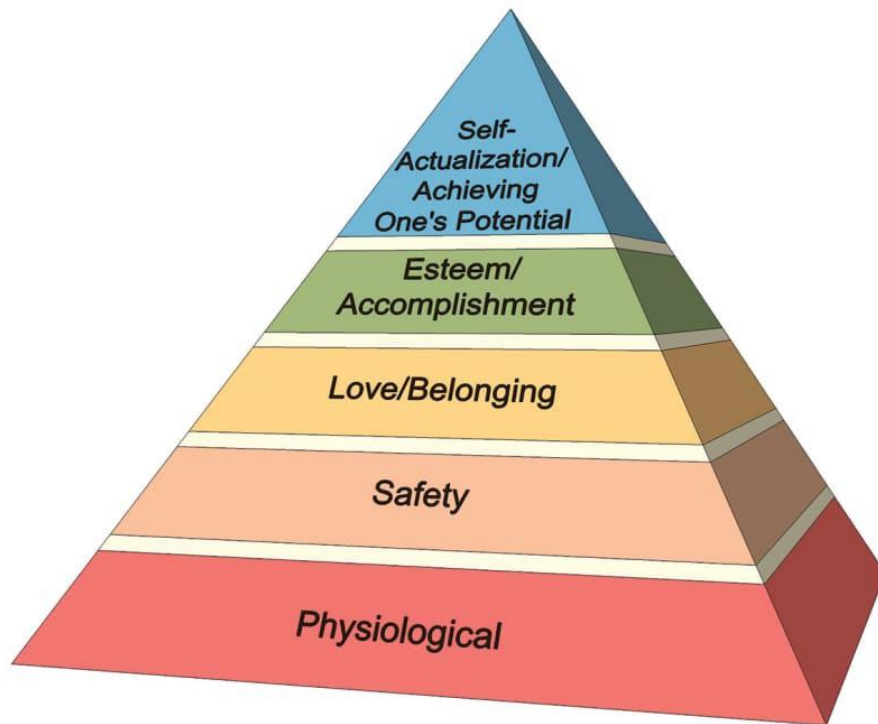 Self-
Actualization/
Achieving
One's Potential
Esteem/
Accomplishment
Love/Belonging
Safety
Physiological